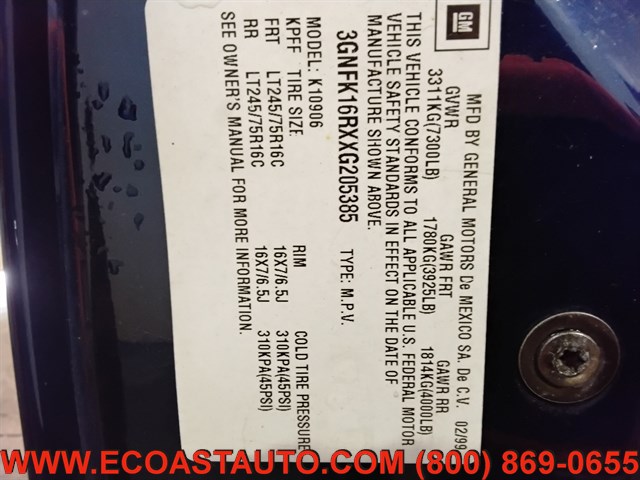 GM
MFD BY GENERAL MOTORS De MEXICO SA. De C.V. 02/99
GVWR GAWR FRT GAWR RR
3311KG(7300LB) 1780KG(3925LB) 1814KG(4000LB)
THIS VEHICLE CONFORMS TO ALL APPLICABLE U.S. FEDERAL MOTOR
VEHICLE SAFETY STANDARDS IN EFFECT ON THE DATE OF
MANUFACTURE SHOWN ABOVE.
3GNFK16RXXG205385 TYPE: M.P.V.
MODEL: K10906
KPFF TIRE SIZE RIM COLD TIRE PRESSURE
FRT LT245/75R16C 16X7/6.5J 310KPA(45PSI)
RR LT245/75R16C 16X7/6.5J 310KPA(45PSI)
SEE OWNER'S MANUAL FOR MORE INFORMATION.
WWW.ECOASTAUTO.COM (800) 869-0655